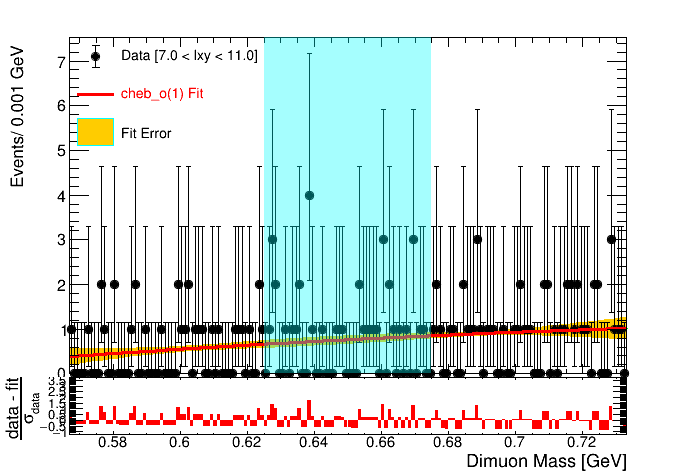 Events/ 0.001 GeV
7
6
5
4
3
2
1
0
Data [7.0 < lxy < 11.0]
cheb_o(1) Fit
Fit Error
data - fit
σdata
3.5
0.58
0.6
0.62
0.64
0.66
0.68
0.7
0.72
Dimuon Mass [GeV]